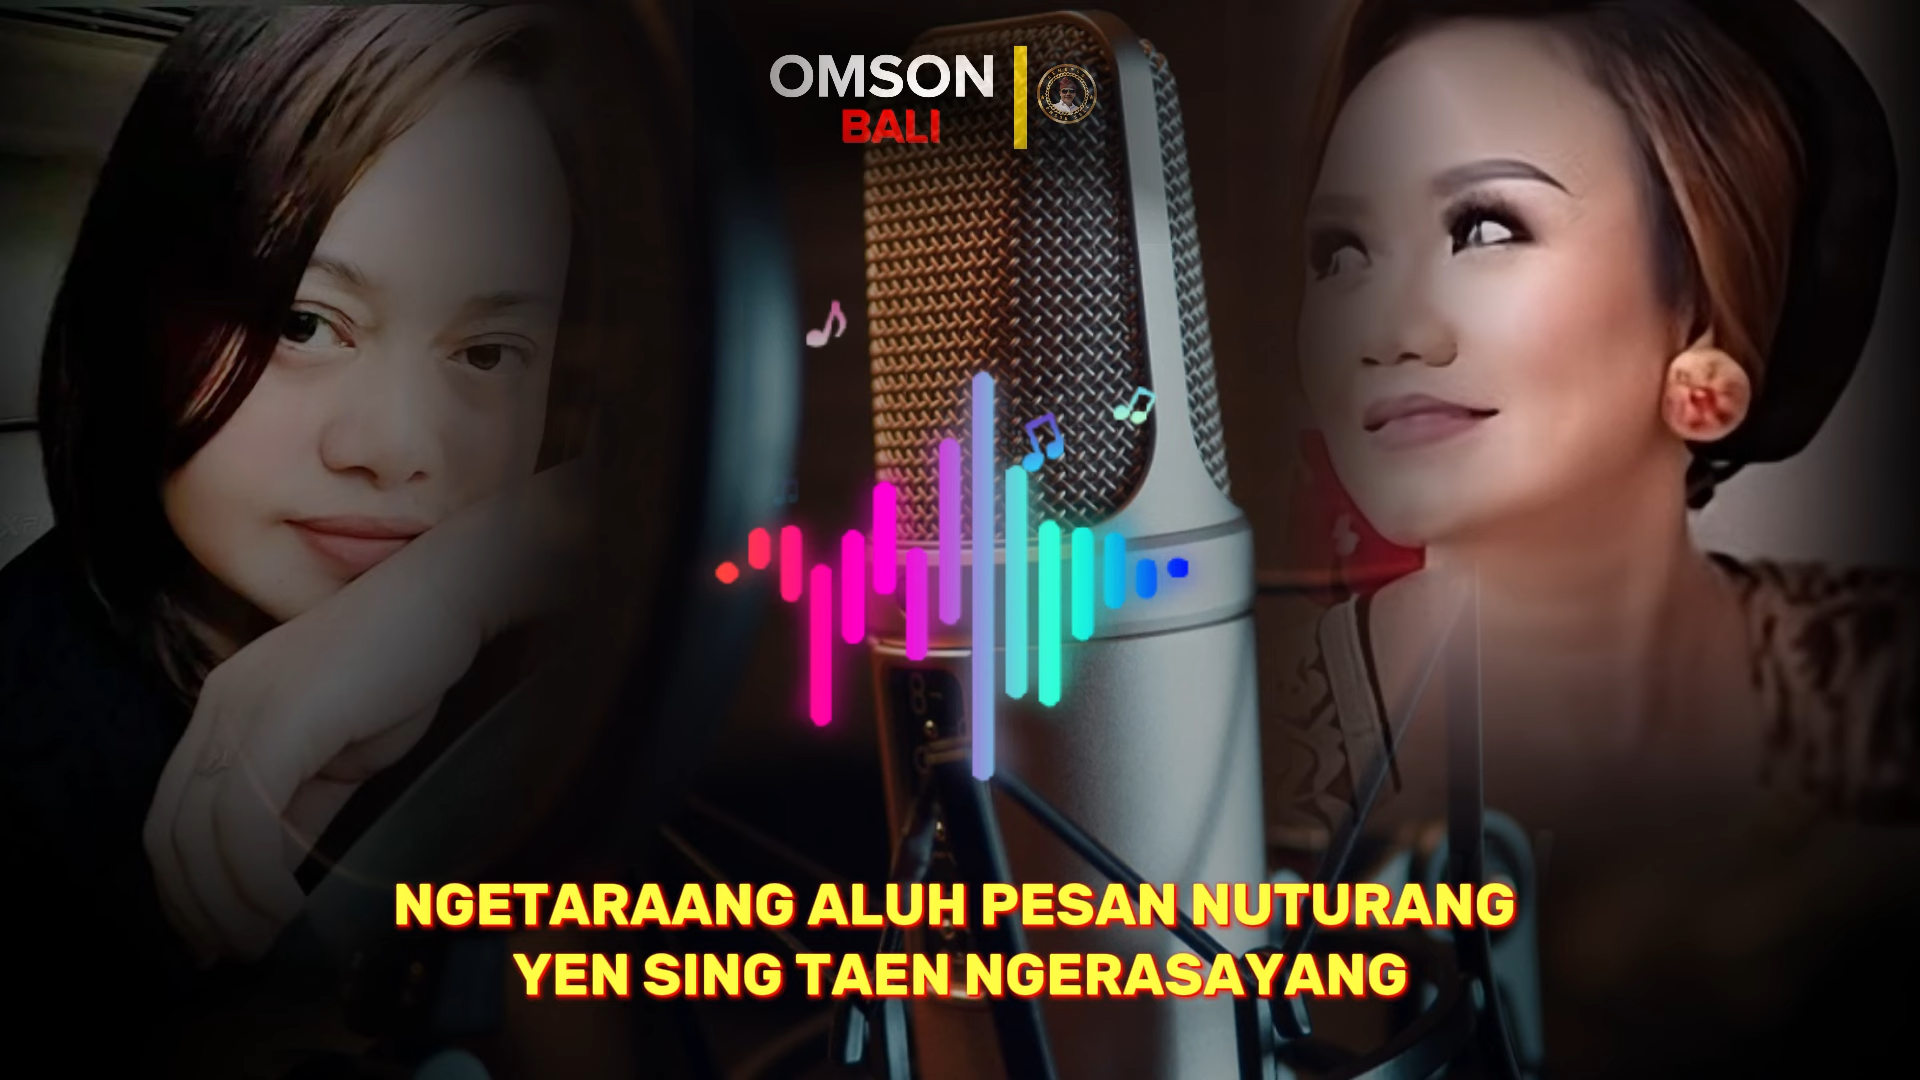 OMSON
BALI
NGETARAANG ALUH PESAN NUTURANG
YEN SING TAEN NGERASAYANG